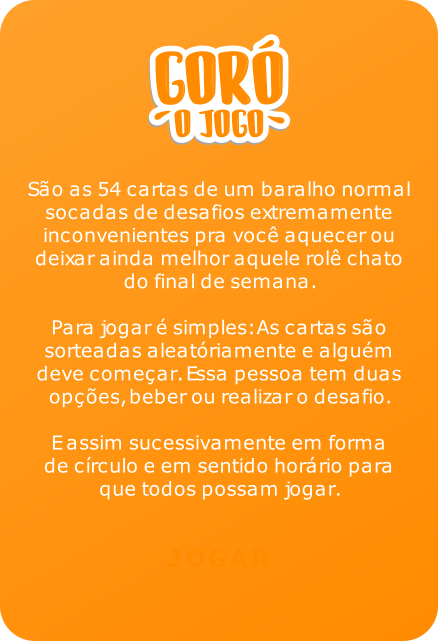 GORÓ
O JOGO
São as 54 cartas de um baralho normal
socadas de desafios extremamente
inconvenientes pra você aquecer ou
deixar ainda melhor aquele rolê chato
do final de semana.
Para jogar é simples: As cartas são
sorteadas aleatóriamente e alguém
deve começar. Essa pessoa tem duas
opções, beber ou realizar o desafio.
E assim sucessivamente em forma
de círculo e em sentido horário para
que todos possam jogar.
JOGAR